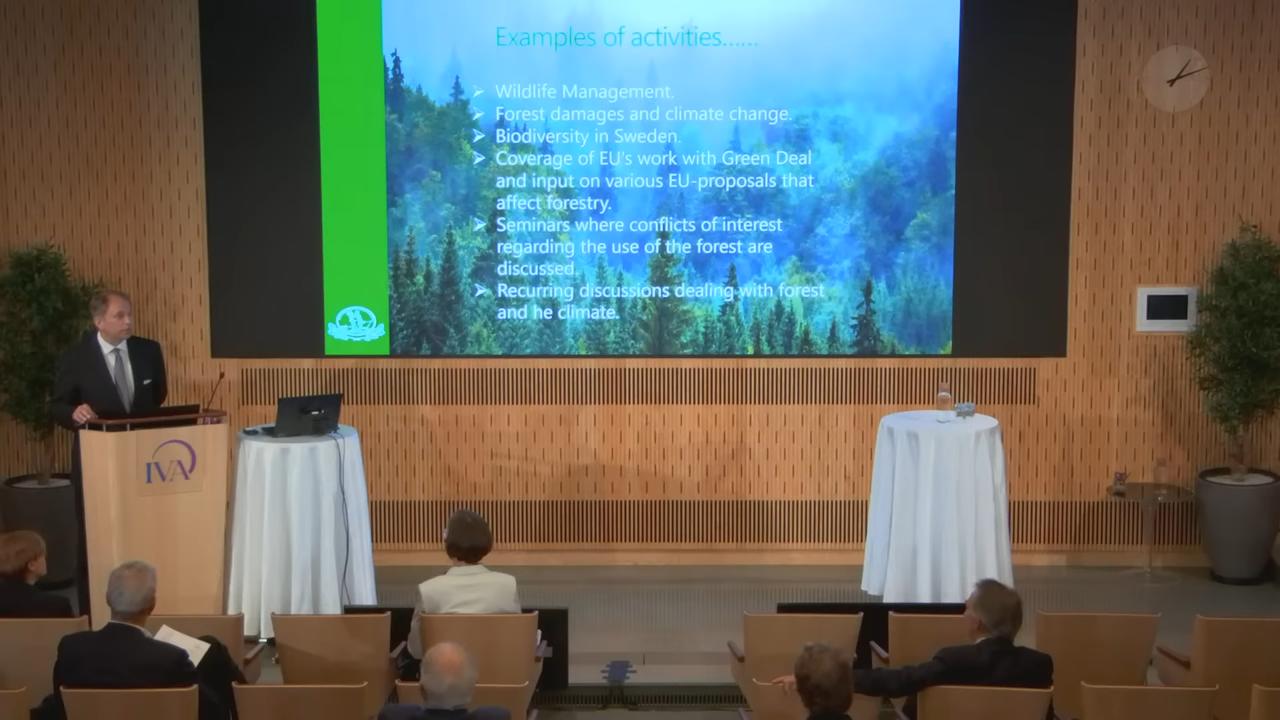 Examples of activities......
Wildlife Management.
Forest damages and climate change.
Biodiversity in Sweden.
Coverage of EU's work with Green Deal
and input on various EU-proposals that
affect forestry.
Seminars where conflicts of interest
regarding the use of the forest are
discussed.
Recurring discussions dealing with forest
and he climate.
IVA